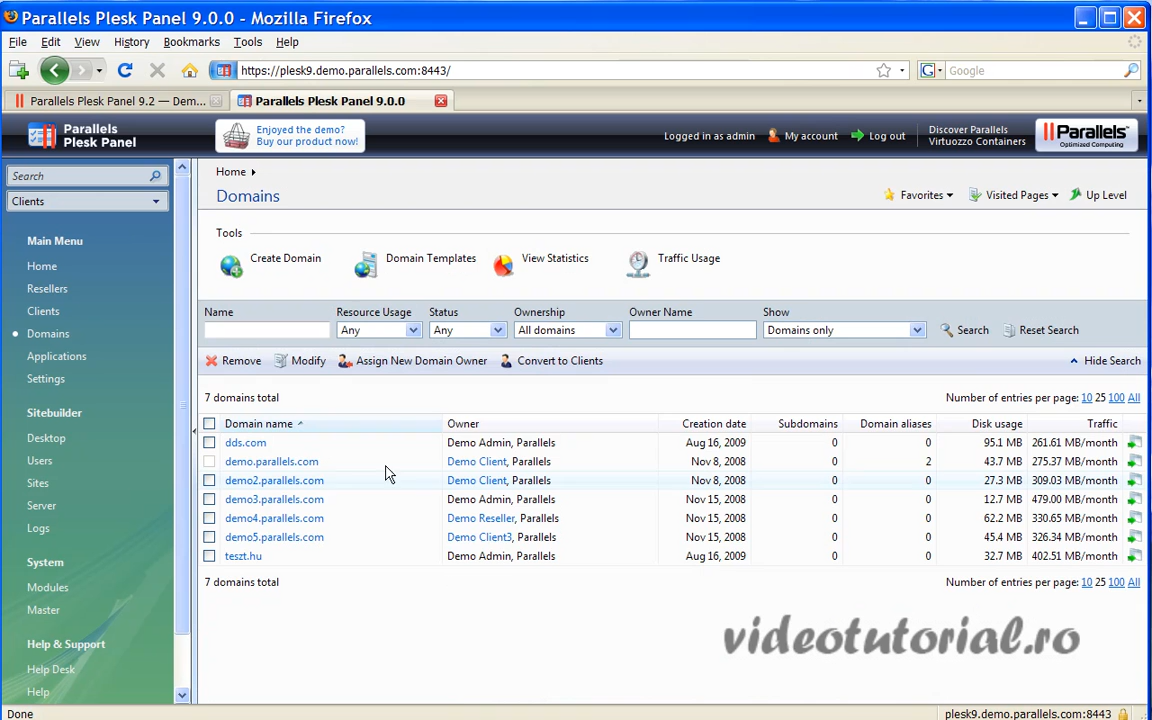 Parallels Plesk Panel 9.0.0 - Mozilla Firefox
File Edit View History Bookmarks Tools Help
https://plesk9.demo.parallels.com:8443/
Google
Parallels Plesk Panel 9.2 — Dem...
Parallels Plesk Panel 9.0.0
Parallels
Plesk Panel
Enjoyed the demo?
Buy our product now!
Logged in as admin My account Log out
Discover Parallels
Virtuozzo Containers
Parallels™
Optimized Computing
Search
Clients
Main Menu
Home
Resellers
Clients
Domains
Applications
Settings
Sitebuilder
Desktop
Users
Sites
Server
Logs
System
Modules
Master
Help & Support
Help Desk
Help
Home
Domains
Favorites Visited Pages Up Level
Tools
Create Domain Domain Templates View Statistics Traffic Usage
Name Resource Usage Status Ownership Owner Name Show
Any Any All domains Domains only Search Reset Search
Remove Modify Assign New Domain Owner Convert to Clients Hide Search
7 domains total Number of entries per page: 10 25 100 All
Domain name Owner Creation date Subdomains Domain aliases Disk usage Traffic
dds.com Demo Admin, Parallels Aug 16, 2009 0 0 95.1 MB 261.61 MB/month
demo.parallels.com Demo Client, Parallels Nov 8, 2008 0 2 43.7 MB 275.37 MB/month
demo2.parallels.com Demo Client, Parallels Nov 8, 2008 0 0 27.3 MB 309.03 MB/month
demo3.parallels.com Demo Admin, Parallels Nov 15, 2008 0 0 12.7 MB 479.00 MB/month
demo4.parallels.com Demo Reseller, Parallels Nov 15, 2008 0 0 62.2 MB 330.65 MB/month
demo5.parallels.com Demo Client3, Parallels Nov 15, 2008 0 0 45.4 MB 326.34 MB/month
teszt.hu Demo Admin, Parallels Aug 16, 2009 0 0 32.7 MB 402.51 MB/month
7 domains total Number of entries per page: 10 25 100 All
videotutorial.ro
Done
plesk9.demo.parallels.com:8443